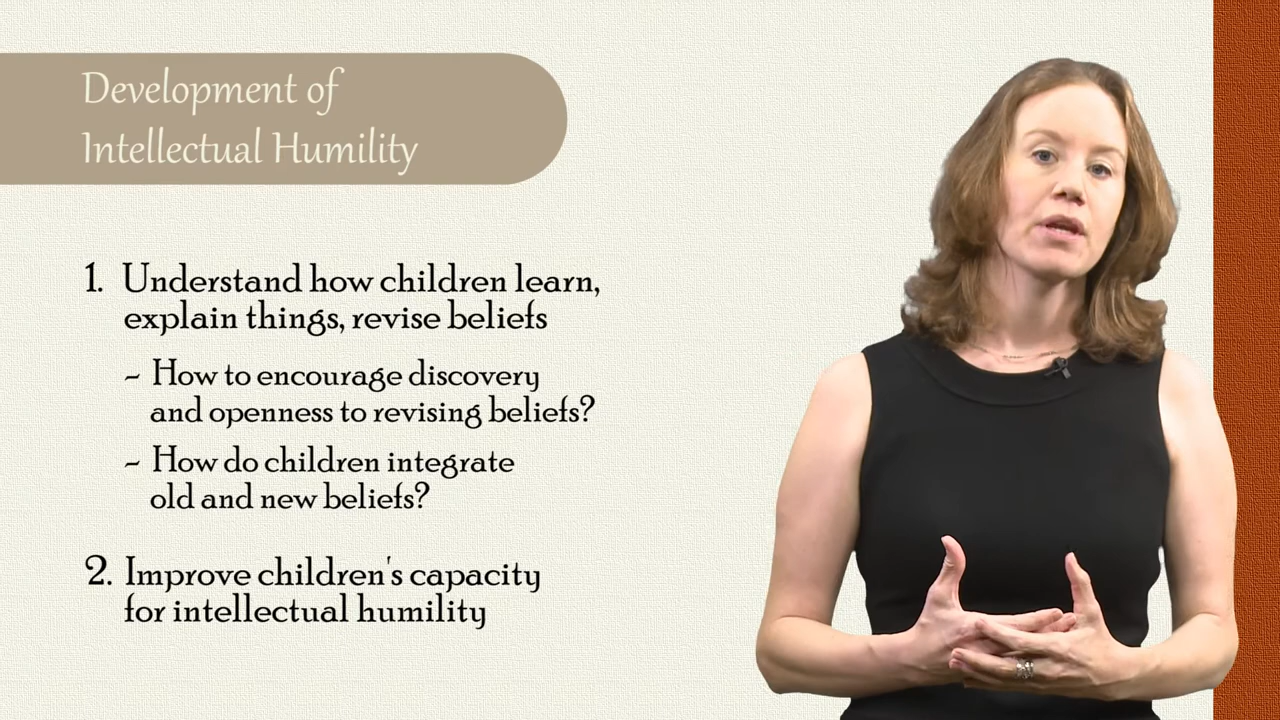 Development of
Intellectual Humility
1. Understand how children learn,
explain things, revise beliefs
~ How to encourage discovery
and openness to revising beliefs?
~ How do children integrate
old and new beliefs?
2. Improve children's capacity
for intellectual humility